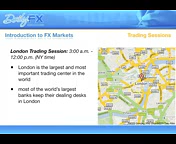 DailyFX
Introduction to FX Markets
Trading Sessions
London Trading Session: 3:00 a.m. -
12:00 p.m. (NY time)
London is the largest and most
important trading center in the
world
most of the world's largest
banks keep their dealing desks
in London